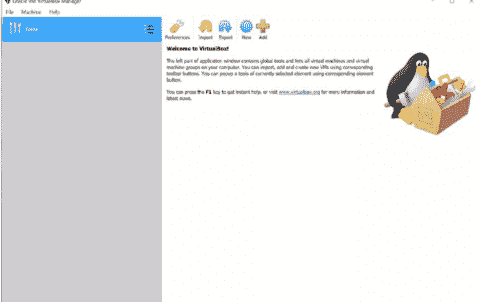 Oracle VM VirtualBox Manager
File Machine Help
Tools
Preferences Import Export New Add
Welcome to VirtualBox!
The left part of application window contains global tools and lists all virtual machines and virtual
machine groups on your computer. You can import, add and create new VMs using corresponding
toolbar buttons. You can popup a tools of currently selected element using corresponding element
button.
You can press the F1 key to get instant help, or visit www.virtualbox.org for more information and
latest news.